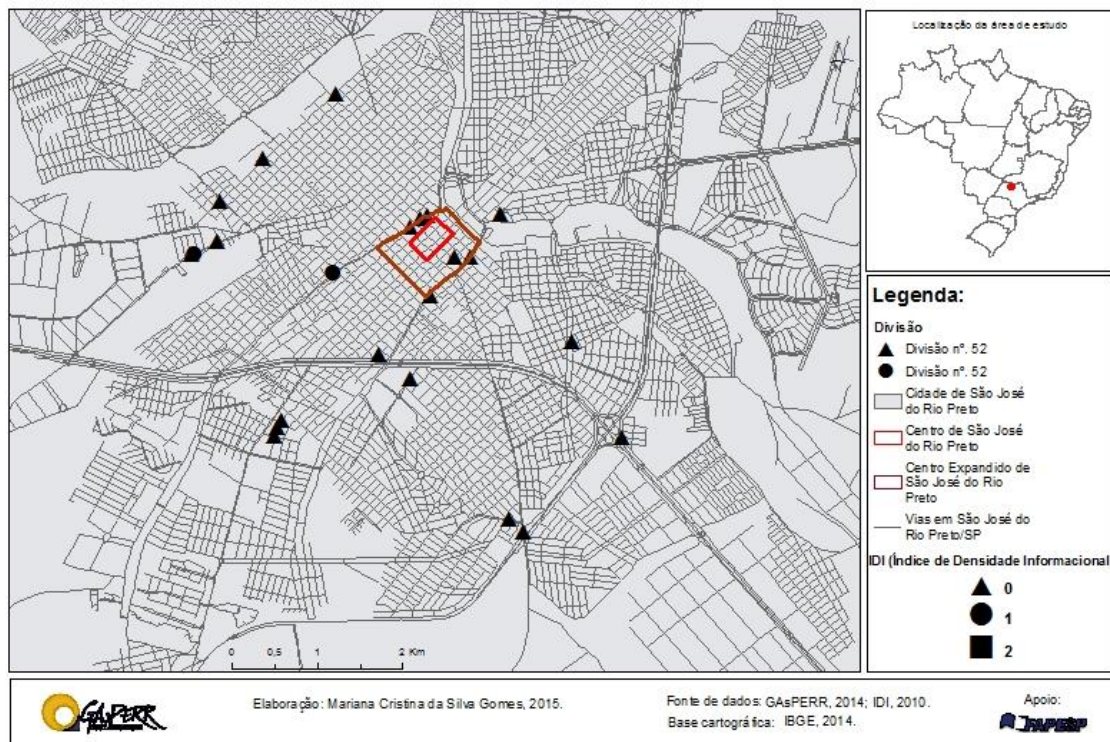 Localização da área de estudo
Legenda:
Divisão
Divisão nº. 52
Divisão nº. 52
Cidade de São José
do Rio Preto
Centro de São José
do Rio Preto
Centro Expandido de
São José do Rio
Preto
Vias em São José do
Rio Preto/SP
IDI (Índice de Densidade Informacional
0
1
2
0 0,5 1 2 Km
GAsPERR
Elaboração: Mariana Cristina da Silva Gomes, 2015.
Fonte de dados: GAsPERR, 2014; IDI, 2010.
Base cartográfica: IBGE, 2014.
Apoio:
FAPESP